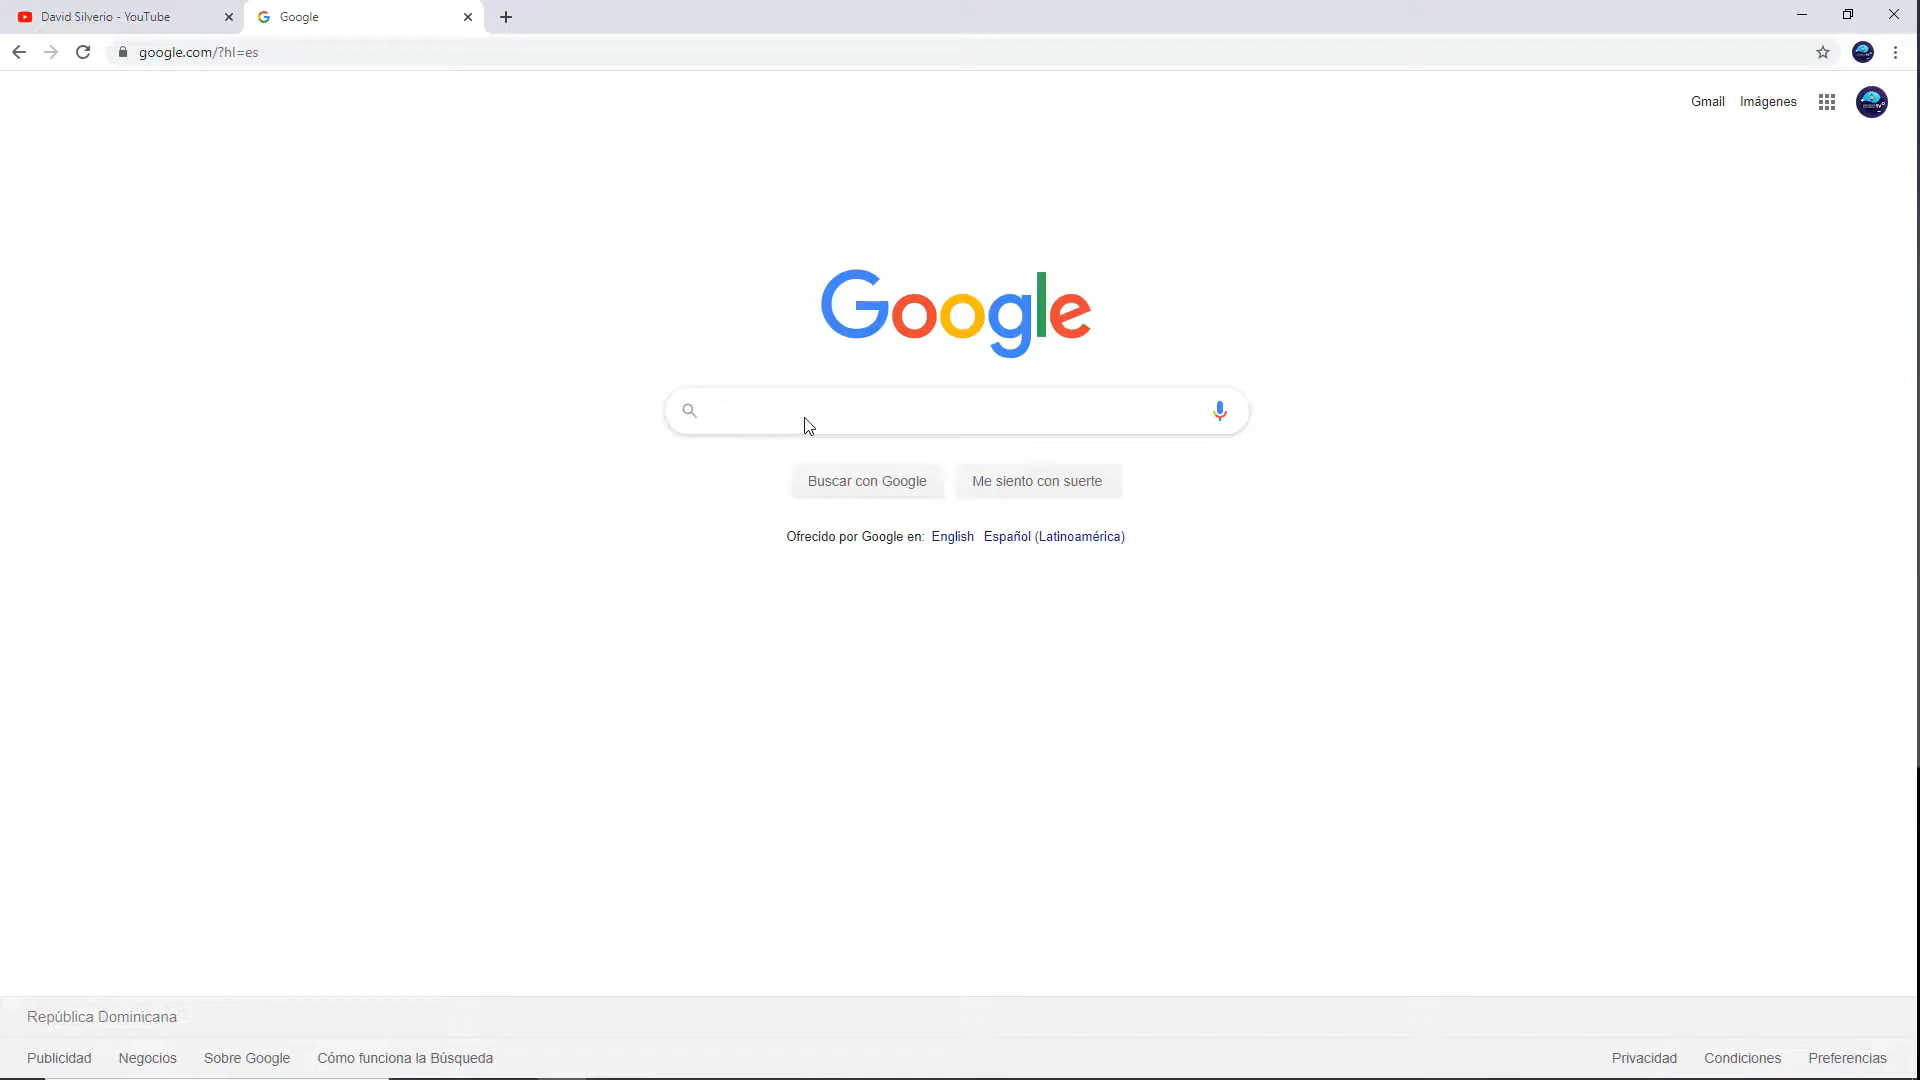 David Silverio - YouTube
Google
google.com/?hl=es
Gmail Imágenes
Google
Buscar con Google Me siento con suerte
Ofrecido por Google en: English Español (Latinoamérica)
República Dominicana
Publicidad Negocios Sobre Google Cómo funciona la Búsqueda Privacidad Condiciones Preferencias